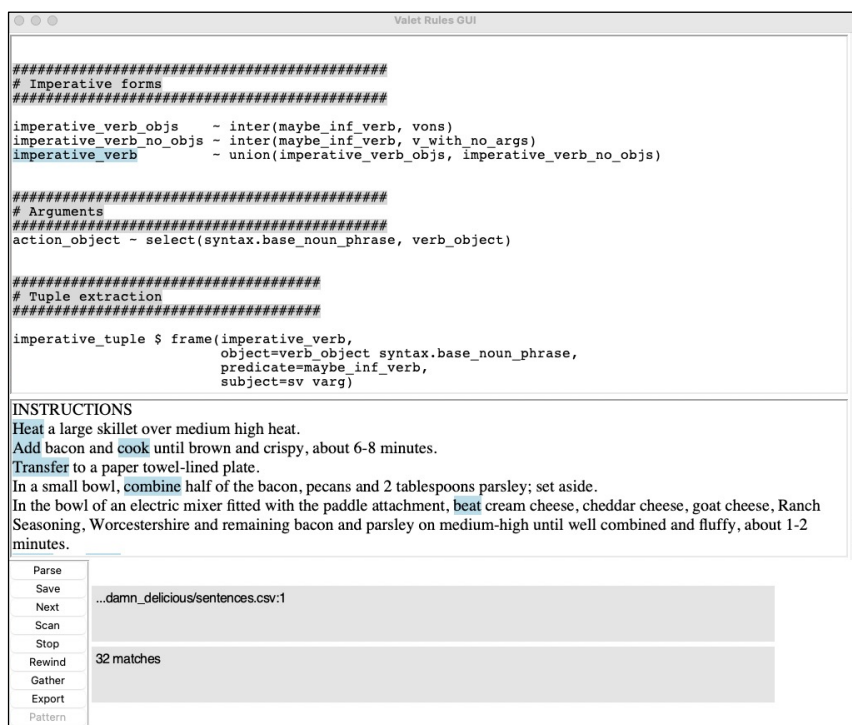 Valet Rules GUI
###########################################
# Imperative forms
###########################################
imperative_verb_objs ~ inter(maybe_inf_verb, vons)
imperative_verb_no_objs ~ inter(maybe_inf_verb, v_with_no_args)
imperative_verb ~ union(imperative_verb_objs, imperative_verb_no_objs)
###########################################
# Arguments
###########################################
action_object ~ select(syntax.base_noun_phrase, verb_object)
###################################
# Tuple extraction
###################################
imperative_tuple $ frame(imperative_verb,
object=verb_object syntax.base_noun_phrase,
predicate=maybe_inf_verb,
subject=sv varg)
INSTRUCTIONS
Heat a large skillet over medium high heat.
Add bacon and cook until brown and crispy, about 6-8 minutes.
Transfer to a paper towel-lined plate.
In a small bowl, combine half of the bacon, pecans and 2 tablespoons parsley; set aside.
In the bowl of an electric mixer fitted with the paddle attachment, beat cream cheese, cheddar cheese, goat cheese, Ranch
Seasoning, Worcestershire and remaining bacon and parsley on medium-high until well combined and fluffy, about 1-2
minutes.
Parse
Save
Next
Scan
Stop
Rewind
Gather
Export
Pattern
...damn_delicious/sentences.csv:1
32 matches